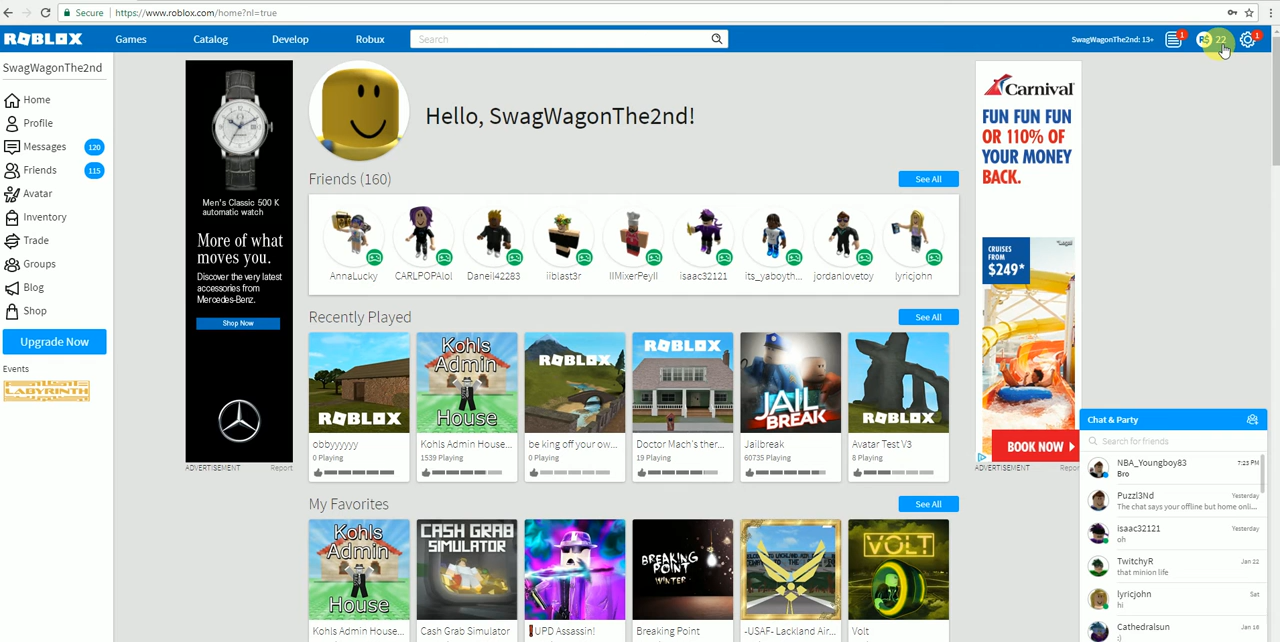 Secure
https://www.roblox.com/home?nl=true
ROBLOX
Games
Catalog
Develop
Robux
Search
SwagWagonThe2nd: 13+
1
R$ 22
1
SwagWagonThe2nd
Home
Profile
Messages 120
Friends 115
Avatar
Inventory
Trade
Groups
Blog
Shop
Upgrade Now
Events
LABYRINTH
Men's Classic 500 K
automatic watch
More of what
moves you.
Discover the very latest
accessories from
Mercedes-Benz.
Shop Now
ADVERTISEMENT
Report
Hello, SwagWagonThe2nd!
Friends (160)
See All
AnnaLucky
CARLPOPAlol
Daneil42283
iiblast3r
IIMixerPeyII
isaac32121
its_yaboyth...
jordanlovetoy
lyricjohn
Recently Played
See All
Kohls
Admin
House
ROBLOX
ROBLOX
JAIL
BREAK
ROBLOX
ROBLOX
obbyyyyyy
0 Playing
Kohls Admin House...
1539 Playing
be king off your ow...
0 Playing
Doctor Mach's ther...
19 Playing
Jailbreak
60735 Playing
Avatar Test V3
8 Playing
My Favorites
See All
Kohls
Admin
House
CASH GRAB
SIMULATOR
BREAKING
POINT
WINTER
VOLT
Kohls Admin House...
Cash Grab Simulator
UPD Assassin!
Breaking Point
-USAF- Lackland Air...
Volt
Carnival
FUN FUN FUN
OR 110% OF
YOUR MONEY
BACK.
*Legal
CRUISES
FROM
$249*
BOOK NOW
ADVERTISEMENT
Repor
Chat & Party
Search for friends
NBA_Youngboy83
7:25 PM
Bro
Puzzl3Nd
Yesterday
The chat says your offline but home onli...
isaac32121
Yesterday
oh
TwitchyR
Jan 22
that minion life
lyricjohn
Sat
hi
Cathedralsun
Jan 16
:)